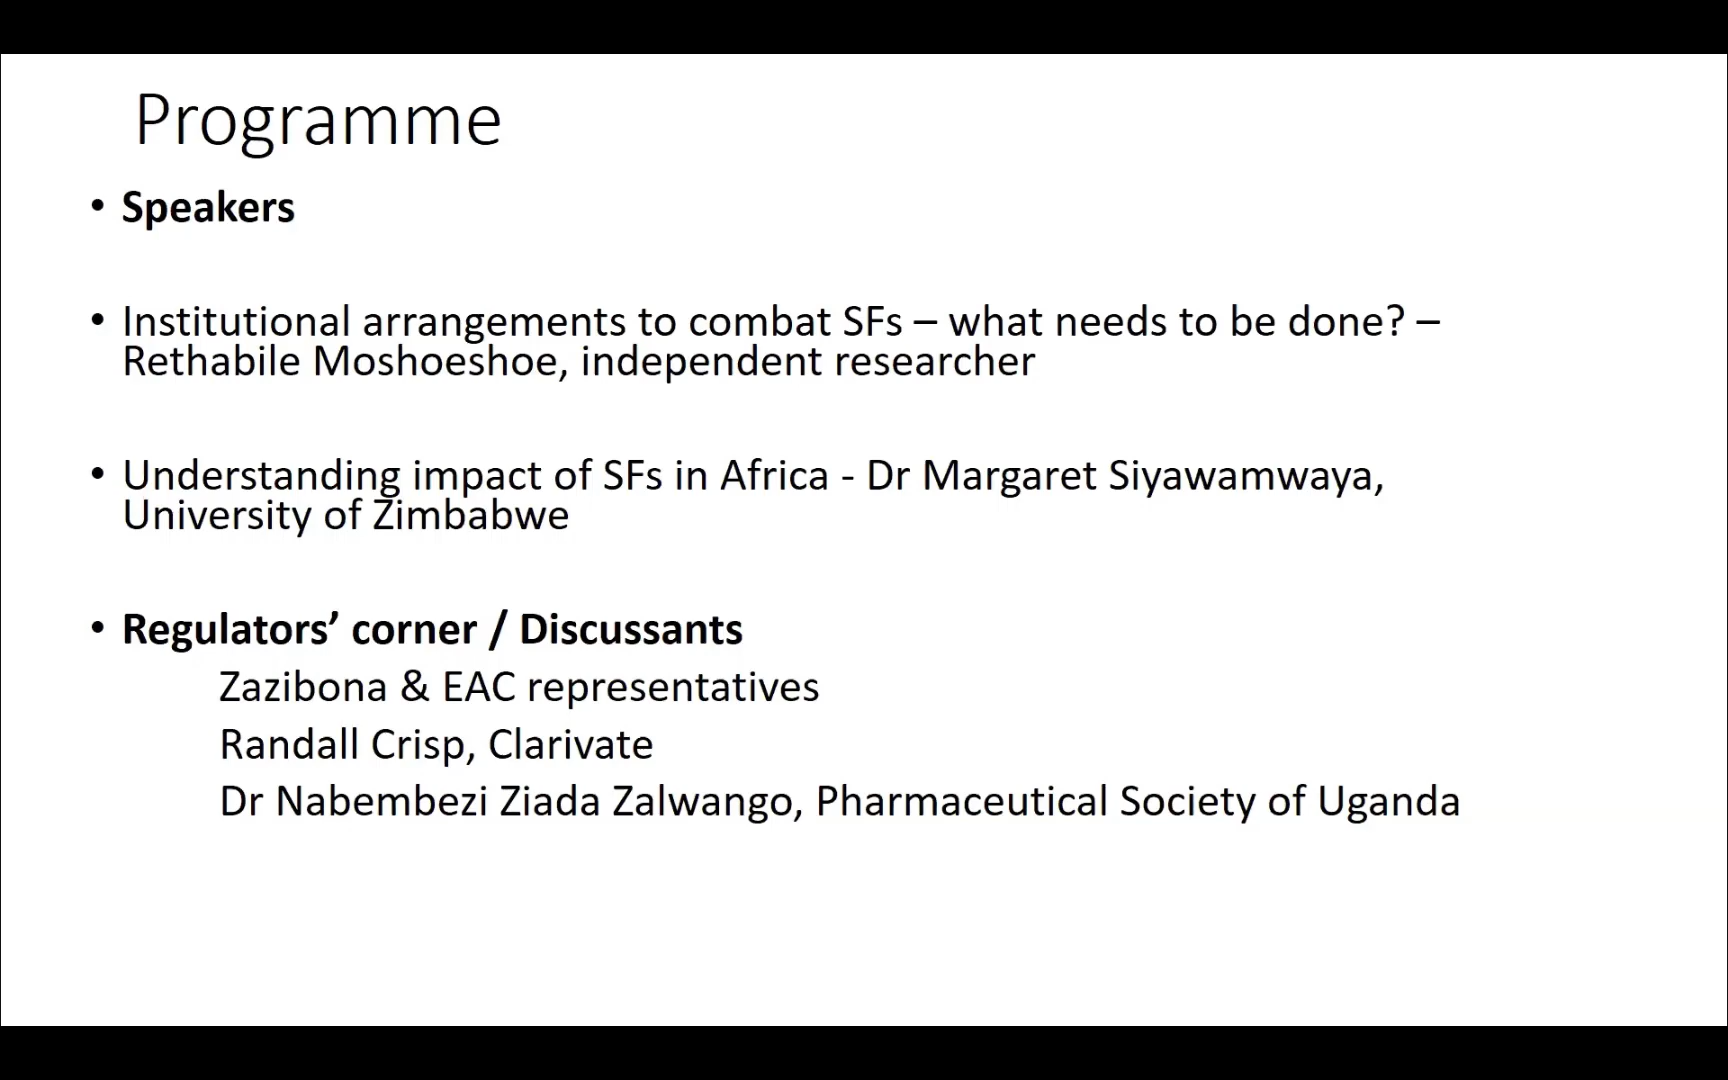 Programme
• Speakers
• Institutional arrangements to combat SFs – what needs to be done? –
Rethabile Moshoeshoe, independent researcher
• Understanding impact of SFs in Africa - Dr Margaret Siyawamwaya,
University of Zimbabwe
• Regulators’ corner / Discussants
Zazibona & EAC representatives
Randall Crisp, Clarivate
Dr Nabembezi Ziada Zalwango, Pharmaceutical Society of Uganda